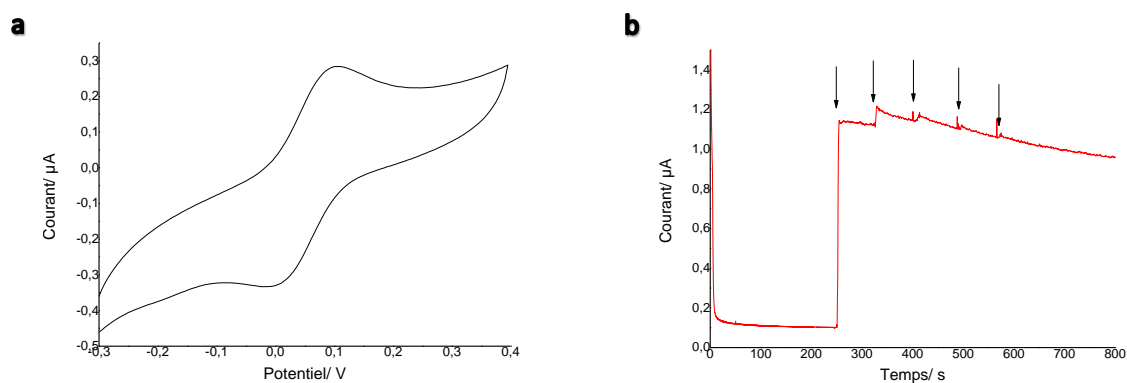 a
0,3
0,2
0,1
0,0
-0,1
-0,2
-0,3
-0,4
-0,5
Courant/ µA
-0,3 -0,2 -0,1 0,0 0,1 0,2 0,3 0,4
Potentiel/ V
b
1,4
1,2
1,0
0,8
0,6
0,4
0,2
0,0
Courant/ µA
0 100 200 300 400 500 600 700 800
Temps/ s